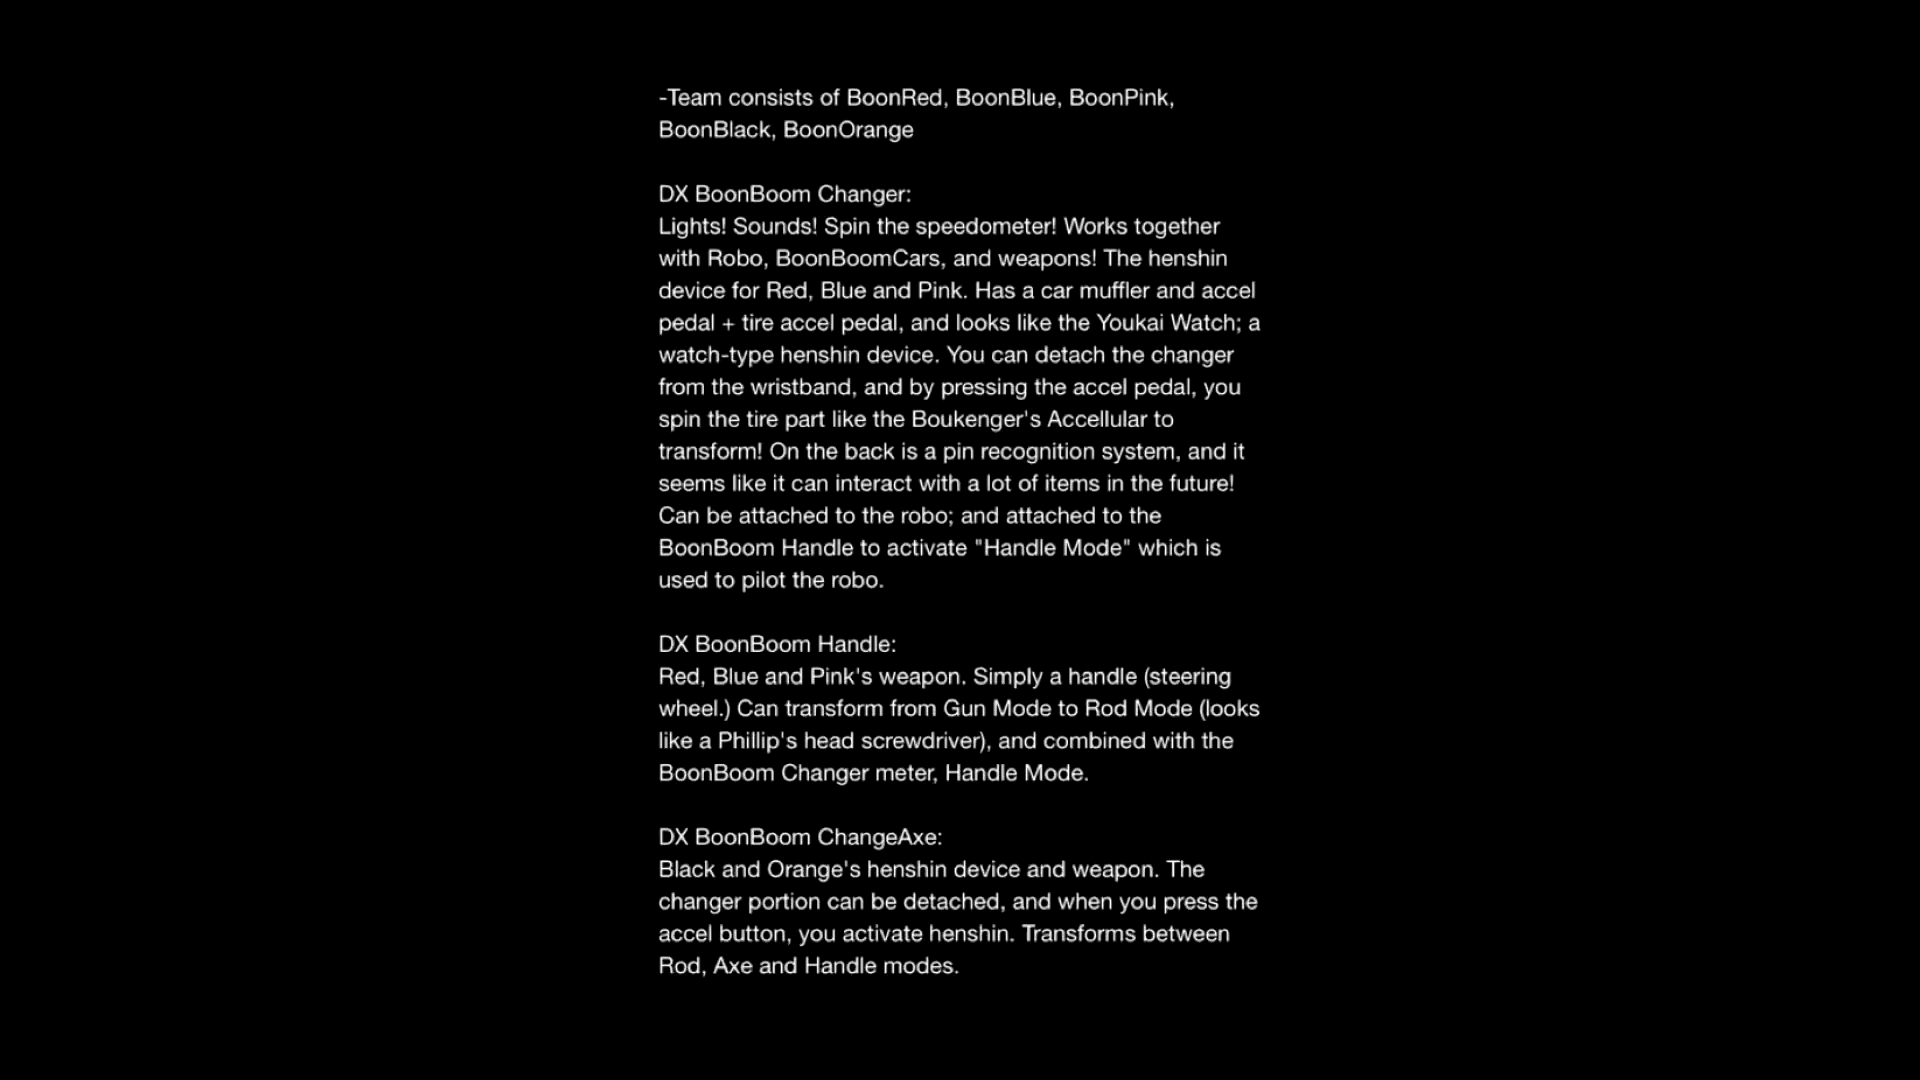 -Team consists of BoonRed, BoonBlue, BoonPink,
BoonBlack, BoonOrange
DX BoonBoom Changer:
Lights! Sounds! Spin the speedometer! Works together
with Robo, BoonBoomCars, and weapons! The henshin
device for Red, Blue and Pink. Has a car muffler and accel
pedal + tire accel pedal, and looks like the Youkai Watch; a
watch-type henshin device. You can detach the changer
from the wristband, and by pressing the accel pedal, you
spin the tire part like the Boukenger's Accellular to
transform! On the back is a pin recognition system, and it
seems like it can interact with a lot of items in the future!
Can be attached to the robo; and attached to the
BoonBoom Handle to activate "Handle Mode" which is
used to pilot the robo.
DX BoonBoom Handle:
Red, Blue and Pink's weapon. Simply a handle (steering
wheel.) Can transform from Gun Mode to Rod Mode (looks
like a Phillip's head screwdriver), and combined with the
BoonBoom Changer meter, Handle Mode.
DX BoonBoom ChangeAxe:
Black and Orange's henshin device and weapon. The
changer portion can be detached, and when you press the
accel button, you activate henshin. Transforms between
Rod, Axe and Handle modes.